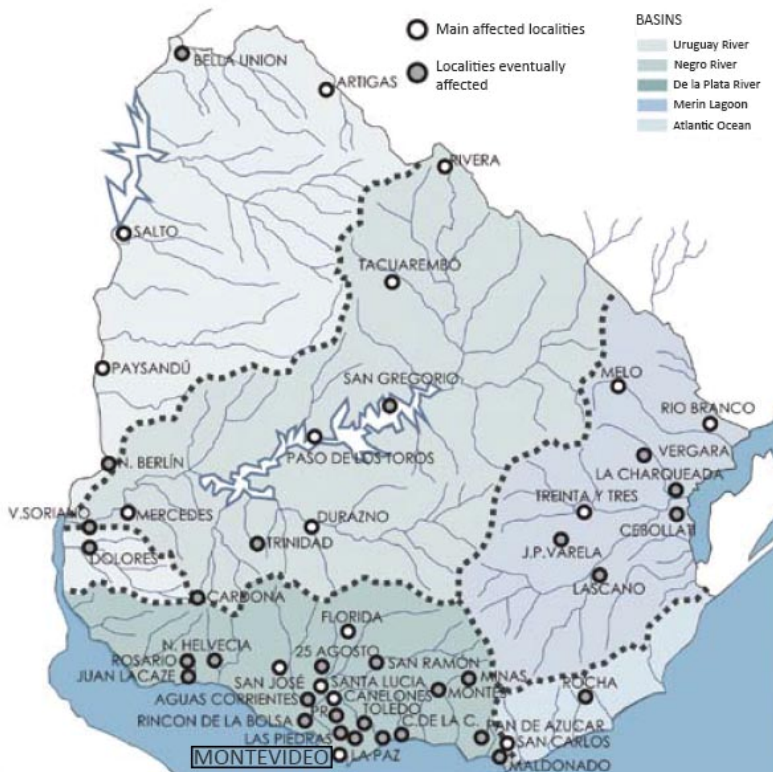 Main affected localities
Localities eventually
affected
BASINS
Uruguay River
Negro River
De la Plata River
Merin Lagoon
Atlantic Ocean
BELLA UNION
ARTIGAS
RIVERA
SALTO
TACUAREMBÓ
PAYSANDÚ
SAN GREGORIO
MELO
RIO BRANCO
PASO DE LOS TOROS
N. BERLÍN
VERGARA
LA CHARQUEADA
V.SORIANO
MERCEDES
DURAZNO
TREINTA Y TRES
CEBOLLATÍ
DOLORES
TRINIDAD
J.P.VARELA
LASCANO
CARDONA
FLORIDA
N. HELVECIA
25 AGOSTO
ROSARIO
SAN RAMÓN
JUAN LACAZE
SAN JOSÉ
SANTA LUCIA
MINAS
AGUAS CORRIENTES
CANELONES
MONTES
ROCHA
TOLEDO
RINCON DE LA BOLSA
C.DE LA C.
PAN DE AZUCAR
LAS PIEDRAS
SAN CARLOS
MONTEVIDEO
LA PAZ
MALDONADO